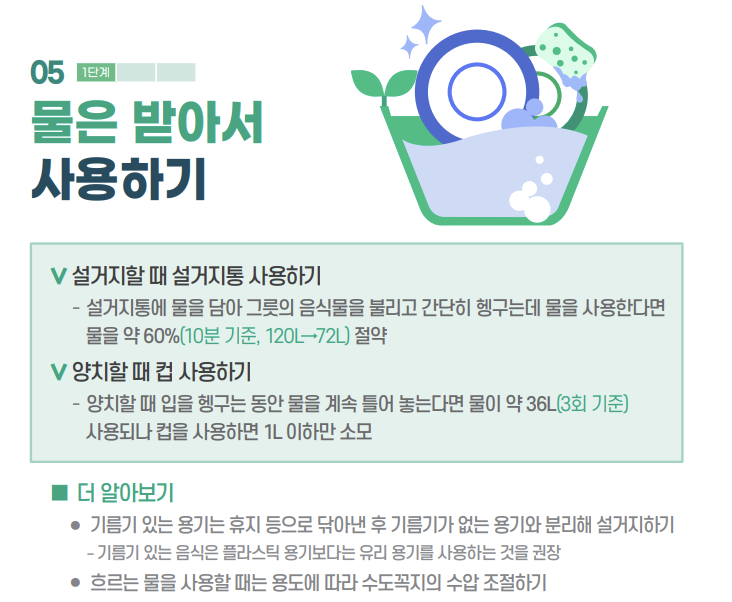 05 1단계
물은 받아서
사용하기
V 설거지할 때 설거지통 사용하기
- 설거지통에 물을 담아 그릇의 음식물을 불리고 간단히 헹구는데 물을 사용한다면
물을 약 60%(10분 기준, 120L→72L) 절약
V 양치할 때 컵 사용하기
- 양치할 때 입을 헹구는 동안 물을 계속 틀어 놓는다면 물이 약 36L(3회 기준)
사용되나 컵을 사용하면 1L 이하만 소모
■ 더 알아보기
● 기름기 있는 용기는 휴지 등으로 닦아낸 후 기름기가 없는 용기와 분리해 설거지하기
- 기름기 있는 음식은 플라스틱 용기보다는 유리 용기를 사용하는 것을 권장
● 흐르는 물을 사용할 때는 용도에 따라 수도꼭지의 수압 조절하기